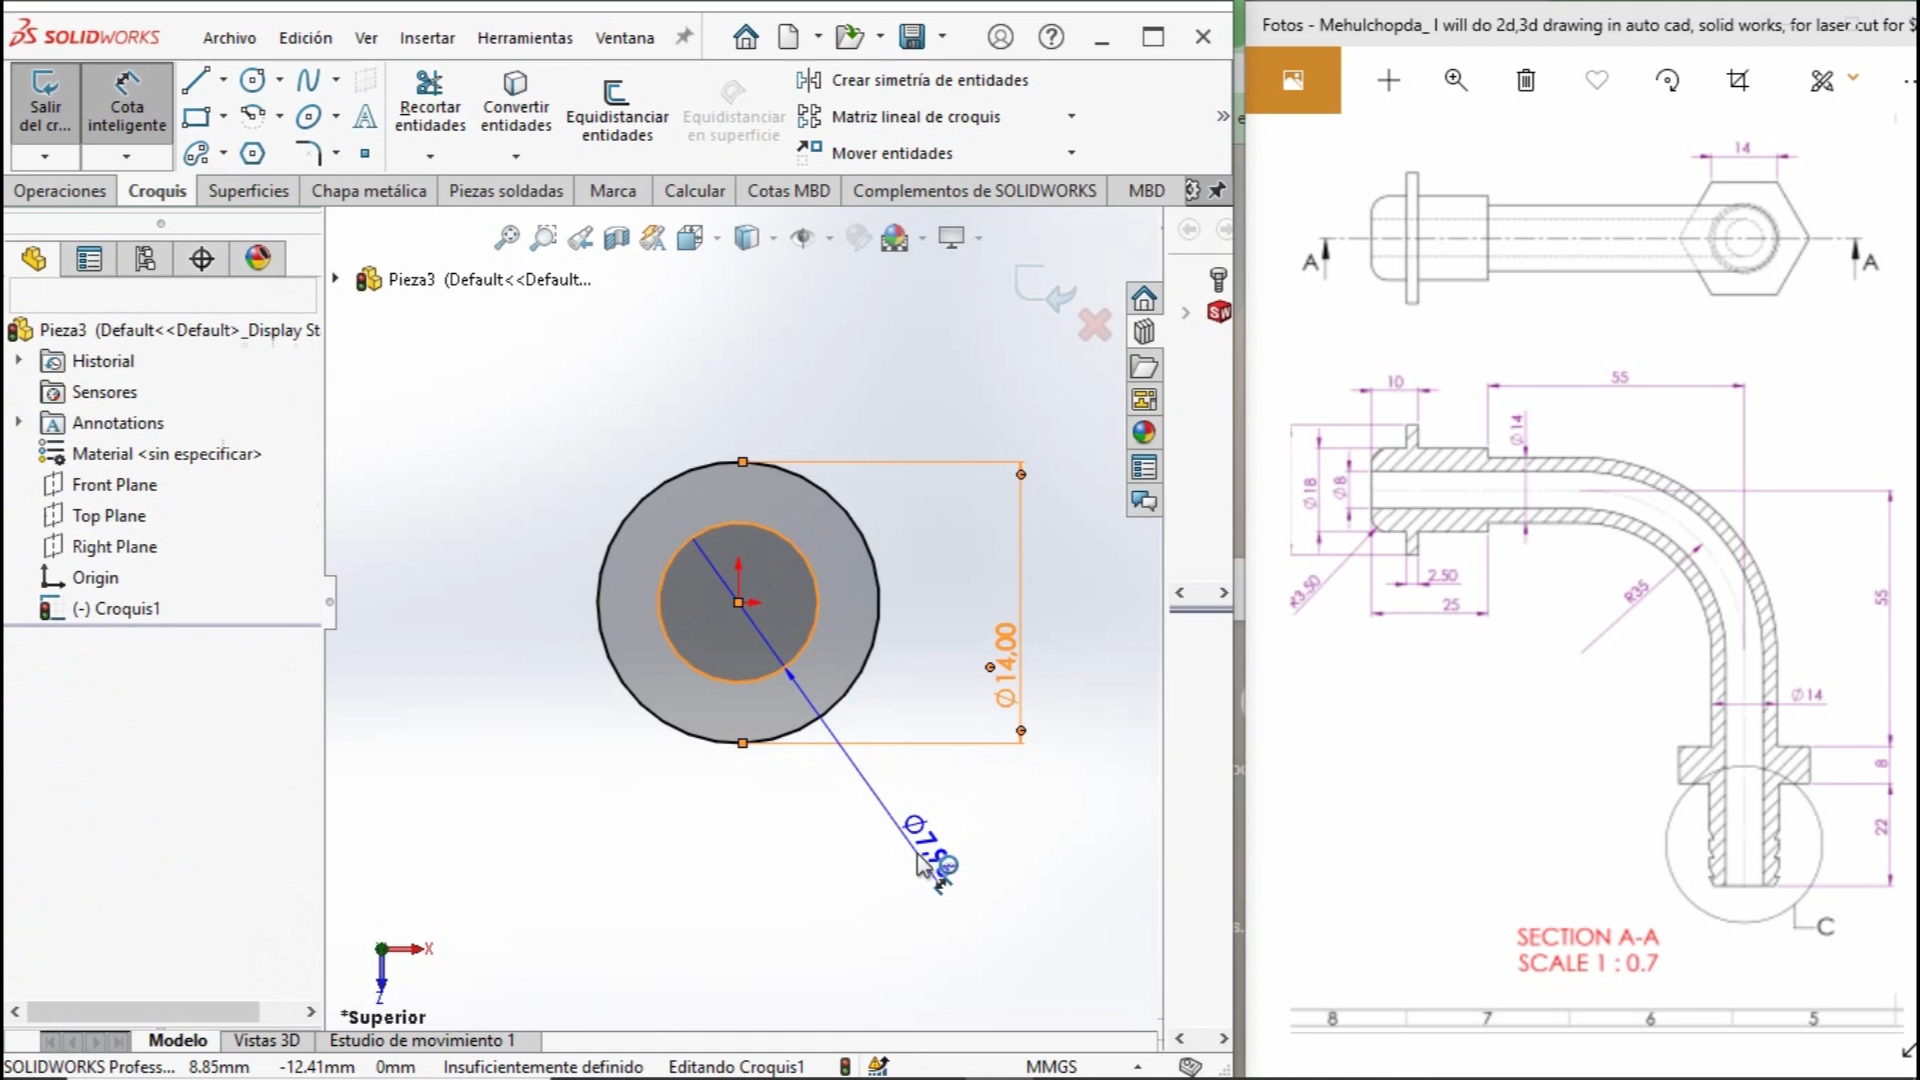 SOLIDWORKS
Archivo Edición Ver Insertar Herramientas Ventana
Salir del cr...
Cota inteligente
Recortar entidades
Convertir entidades
Equidistanciar entidades
Equidistanciar en superficie
Crear simetría de entidades
Matriz lineal de croquis
Mover entidades
Operaciones Croquis Superficies Chapa metálica Piezas soldadas Marca Calcular Cotas MBD Complementos de SOLIDWORKS MBD
Pieza3 (Default<<Default...
Pieza3 (Default<<Default>_Display St
Historial
Sensores
Annotations
Material <sin especificar>
Front Plane
Top Plane
Right Plane
Origin
(-) Croquis1
∅14,00
X
Z
*Superior
Modelo Vistas 3D Estudio de movimiento 1
SOLIDWORKS Profess... 8.85mm -12.41mm 0mm Insuficientemente definido Editando Croquis1 MMGS
Fotos - Mehulchopda_ I will do 2d,3d drawing in auto cad, solid works, for laser cut for $
14
A A
10
55
∅14
∅18
∅8
R3.50
2.50
25
R35
55
∅14
8
22
C
SECTION A-A
SCALE 1 : 0.7
8 7 6 5